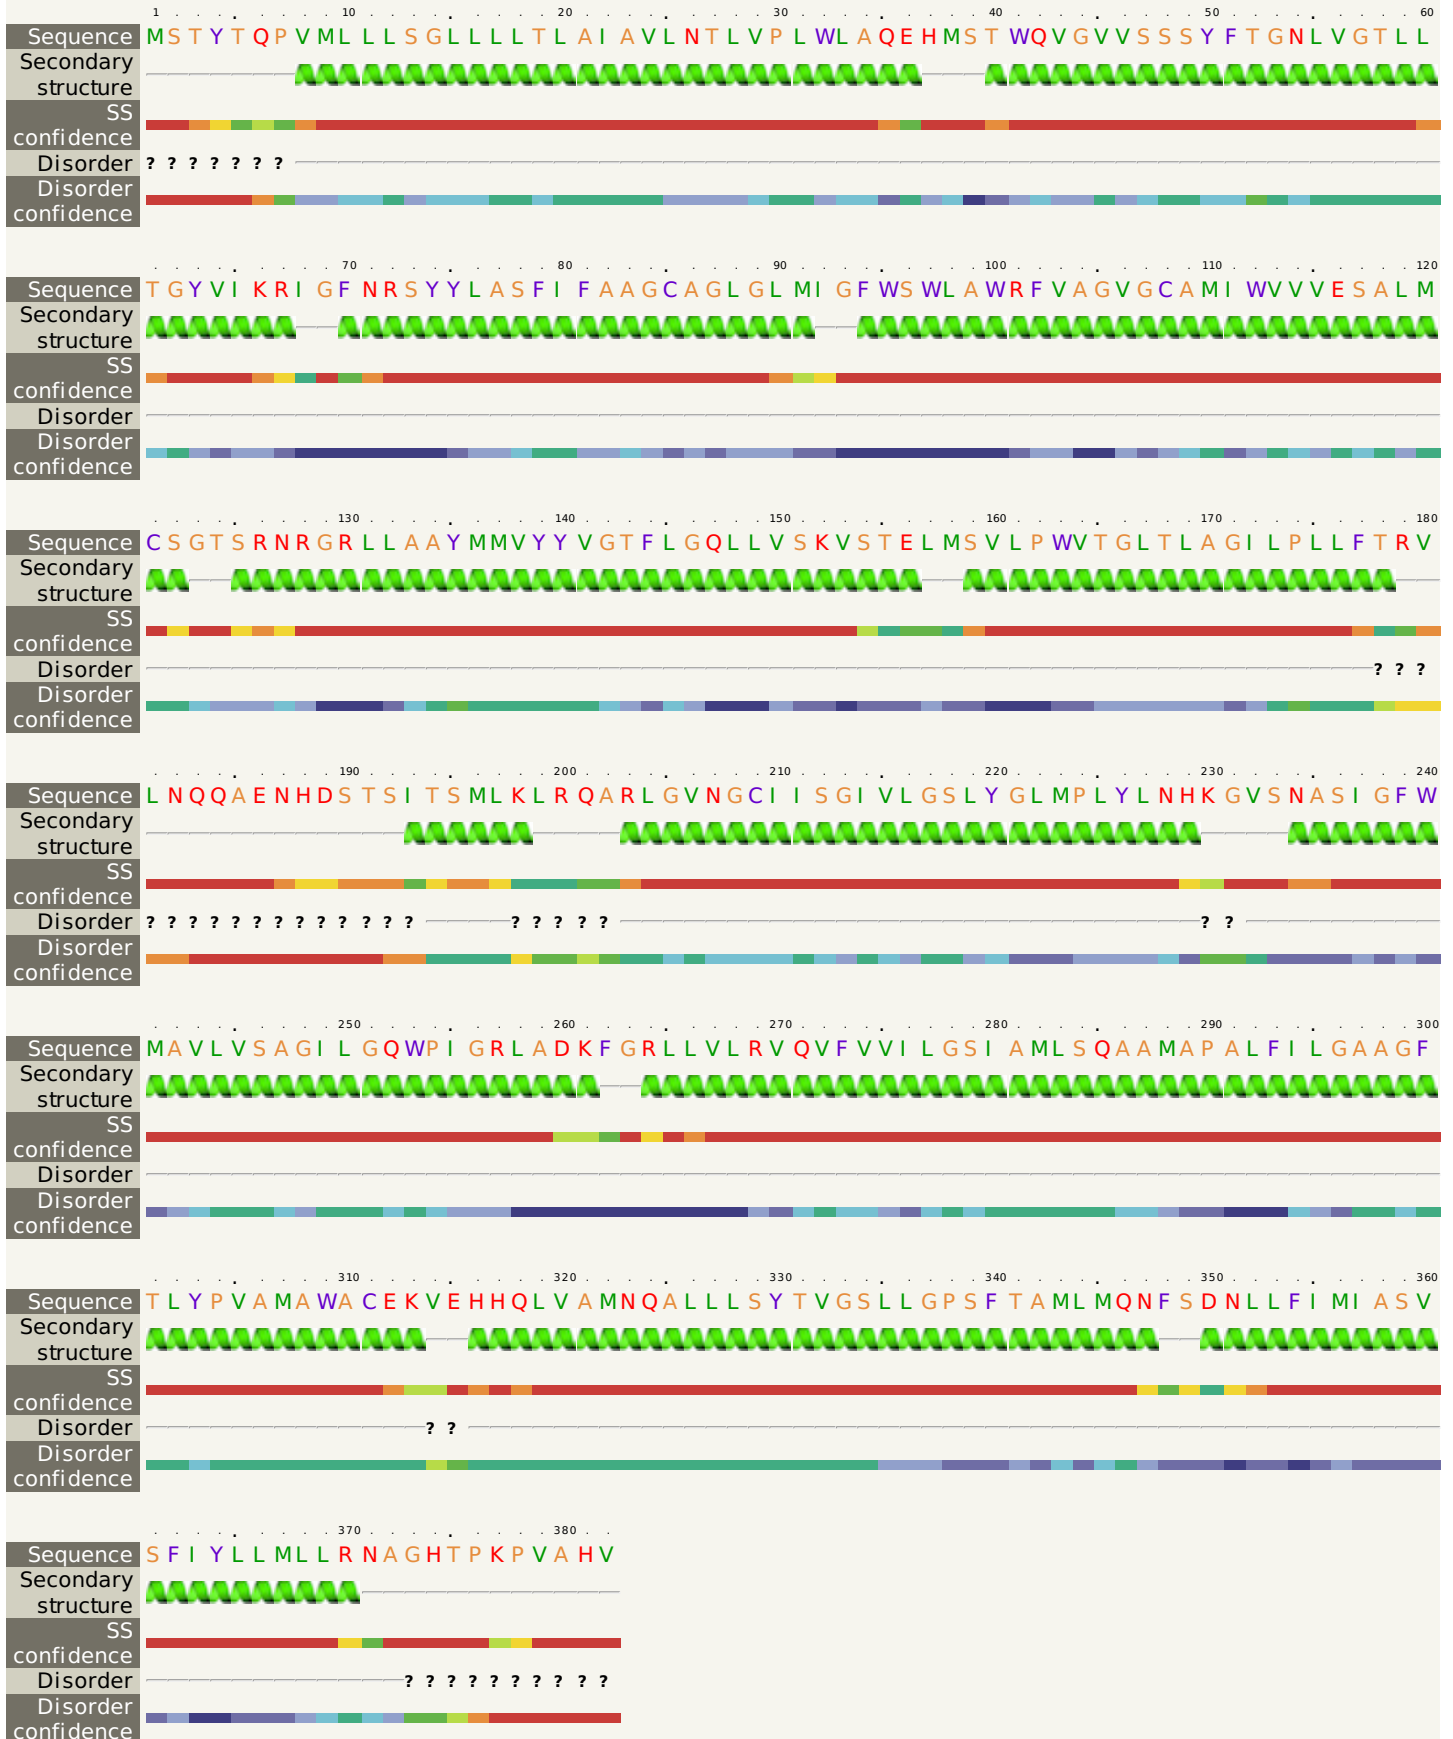 1 10 20 30 40 50 60
Sequence MSTYTQPVMLLLSGLLLLTLAIAVLNTLVPLWLAQEHMSTWQVGVVSSSYFTGNLVGTLL
Secondary
structure
SS
confidence
Disorder ? ? ? ? ? ? ?
Disorder
confidence
70 80 90 100 110 120
Sequence TGYVIKRIGFNRSYYLASFIFAAGCAGLGLMIGFWSWLAWRFVAGVGCAMIWVVVESALM
Secondary
structure
SS
confidence
Disorder
Disorder
confidence
130 140 150 160 170 180
Sequence CSGTSRNRGRLLAAYMMVYYVGTFLGQLLVSKVSTELMSVLPWVTGLTLAGILPLLFTRV
Secondary
structure
SS
confidence
Disorder ? ? ?
Disorder
confidence
190 200 210 220 230 240
Sequence LNQQAENHDSTSITSMLKLRQARLGVNGCIISGIVLGSLYGLMPLYLNHKGVSNASIGFW
Secondary
structure
SS
confidence
Disorder ? ? ? ? ? ? ? ? ? ? ? ? ? ? ? ? ? ? ? ?
Disorder
confidence
250 260 270 280 290 300
Sequence MAVLVSAGILGQWPIGRLADKFGRLLVLRVQVFVVILGSIAMLSQAAMAPALFILGAAGF
Secondary
structure
SS
confidence
Disorder
Disorder
confidence
310 320 330 340 350 360
Sequence TLYPVAMAWACEKVEHHQLVAMNQALLLSYTVGSLLGPSFTAMLMQNFSDNLLFIMIASV
Secondary
structure
SS
confidence
Disorder ? ?
Disorder
confidence
370 380
Sequence SFIYLLMLLRNAGHTPKPVAHV
Secondary
structure
SS
confidence
Disorder ? ? ? ? ? ? ? ? ? ?
Disorder
confidence